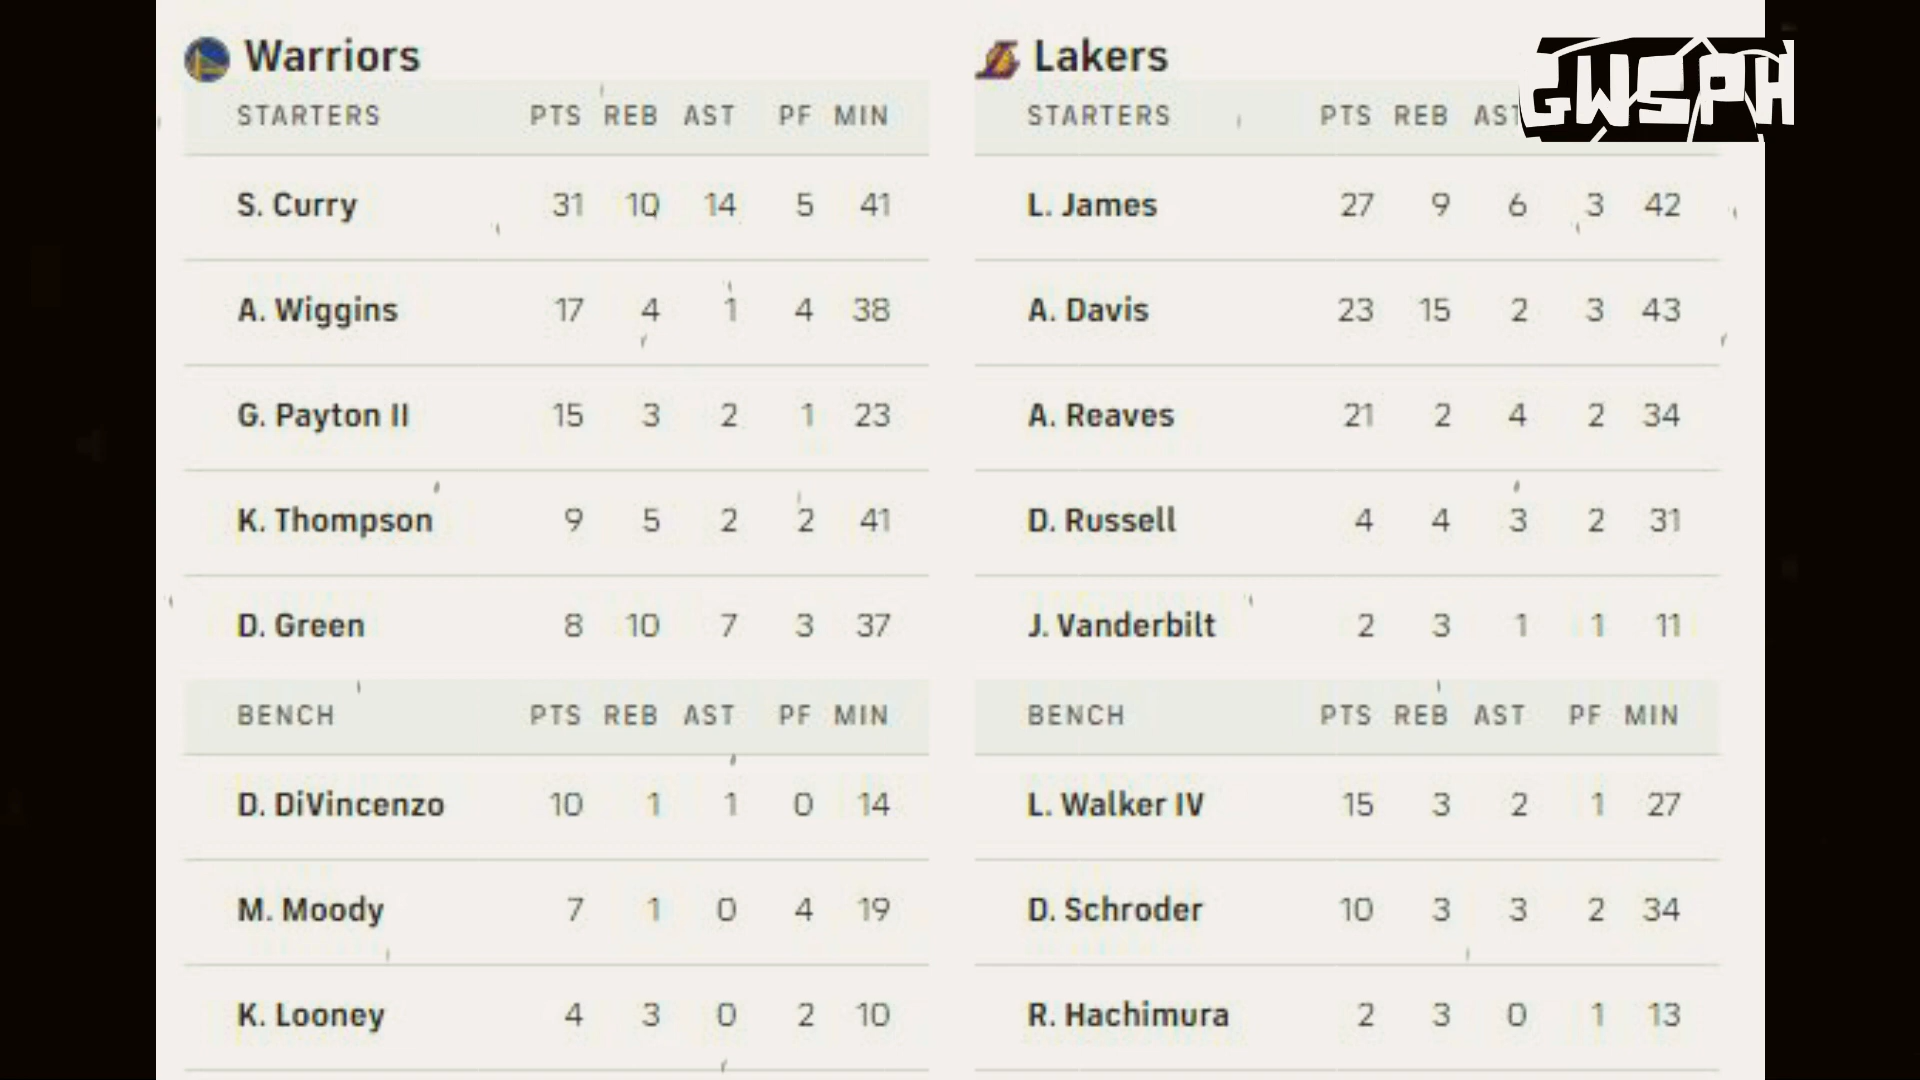 Warriors
STARTERS PTS REB AST PF MIN
S. Curry 31 10 14 5 41
A. Wiggins 17 4 1 4 38
G. Payton II 15 3 2 1 23
K. Thompson 9 5 2 2 41
D. Green 8 10 7 3 37
BENCH PTS REB AST PF MIN
D. DiVincenzo 10 1 1 0 14
M. Moody 7 1 0 4 19
K. Looney 4 3 0 2 10
Lakers
GWSPH
STARTERS PTS REB AST
L. James 27 9 6 3 42
A. Davis 23 15 2 3 43
A. Reaves 21 2 4 2 34
D. Russell 4 4 3 2 31
J. Vanderbilt 2 3 1 1 11
BENCH PTS REB AST PF MIN
L. Walker IV 15 3 2 1 27
D. Schroder 10 3 3 2 34
R. Hachimura 2 3 0 1 13